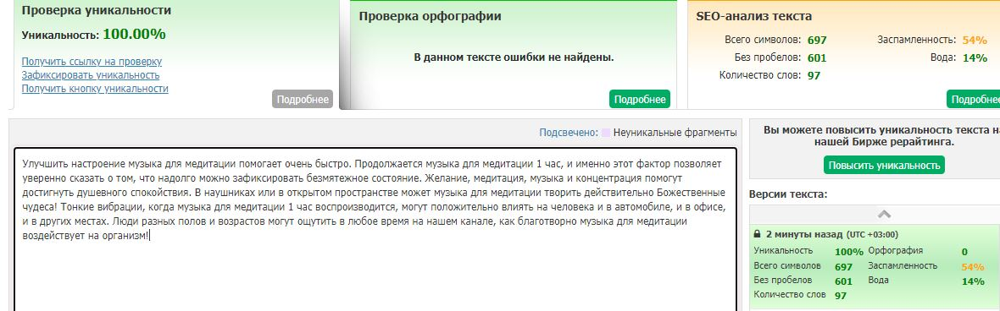 Проверка уникальности
Уникальность: 100.00%
Получить ссылку на проверку
Зафиксировать уникальность
Получить кнопку уникальности
Подробнее
Проверка орфографии
В данном тексте ошибки не найдены.
Подробнее
SEO-анализ текста
Всего символов: 697 Заспамленность: 54%
Без пробелов: 601 Вода: 14%
Количество слов: 97
Подробнее
Подсвечено: Неуникальные фрагменты
Улучшить настроение музыка для медитации помогает очень быстро. Продолжается музыка для медитации 1 час, и именно этот фактор позволяет
уверенно сказать о том, что надолго можно зафиксировать безмятежное состояние. Желание, медитация, музыка и концентрация помогут
достигнуть душевного спокойствия. В наушниках или в открытом пространстве может музыка для медитации творить действительно Божественные
чудеса! Тонкие вибрации, когда музыка для медитации 1 час воспроизводится, могут положительно влиять на человека и в автомобиле, и в офисе,
и в других местах. Люди разных полов и возрастов могут ощутить в любое время на нашем канале, как благотворно музыка для медитации
воздействует на организм!
Вы можете повысить уникальность текста на
нашей Бирже рерайтинга.
Повысить уникальность
Версии текста:
2 минуты назад (UTC +03:00)
Уникальность 100% Орфография 0
Всего символов 697 Заспамленность 54%
Без пробелов 601 Вода 14%
Количество слов 97